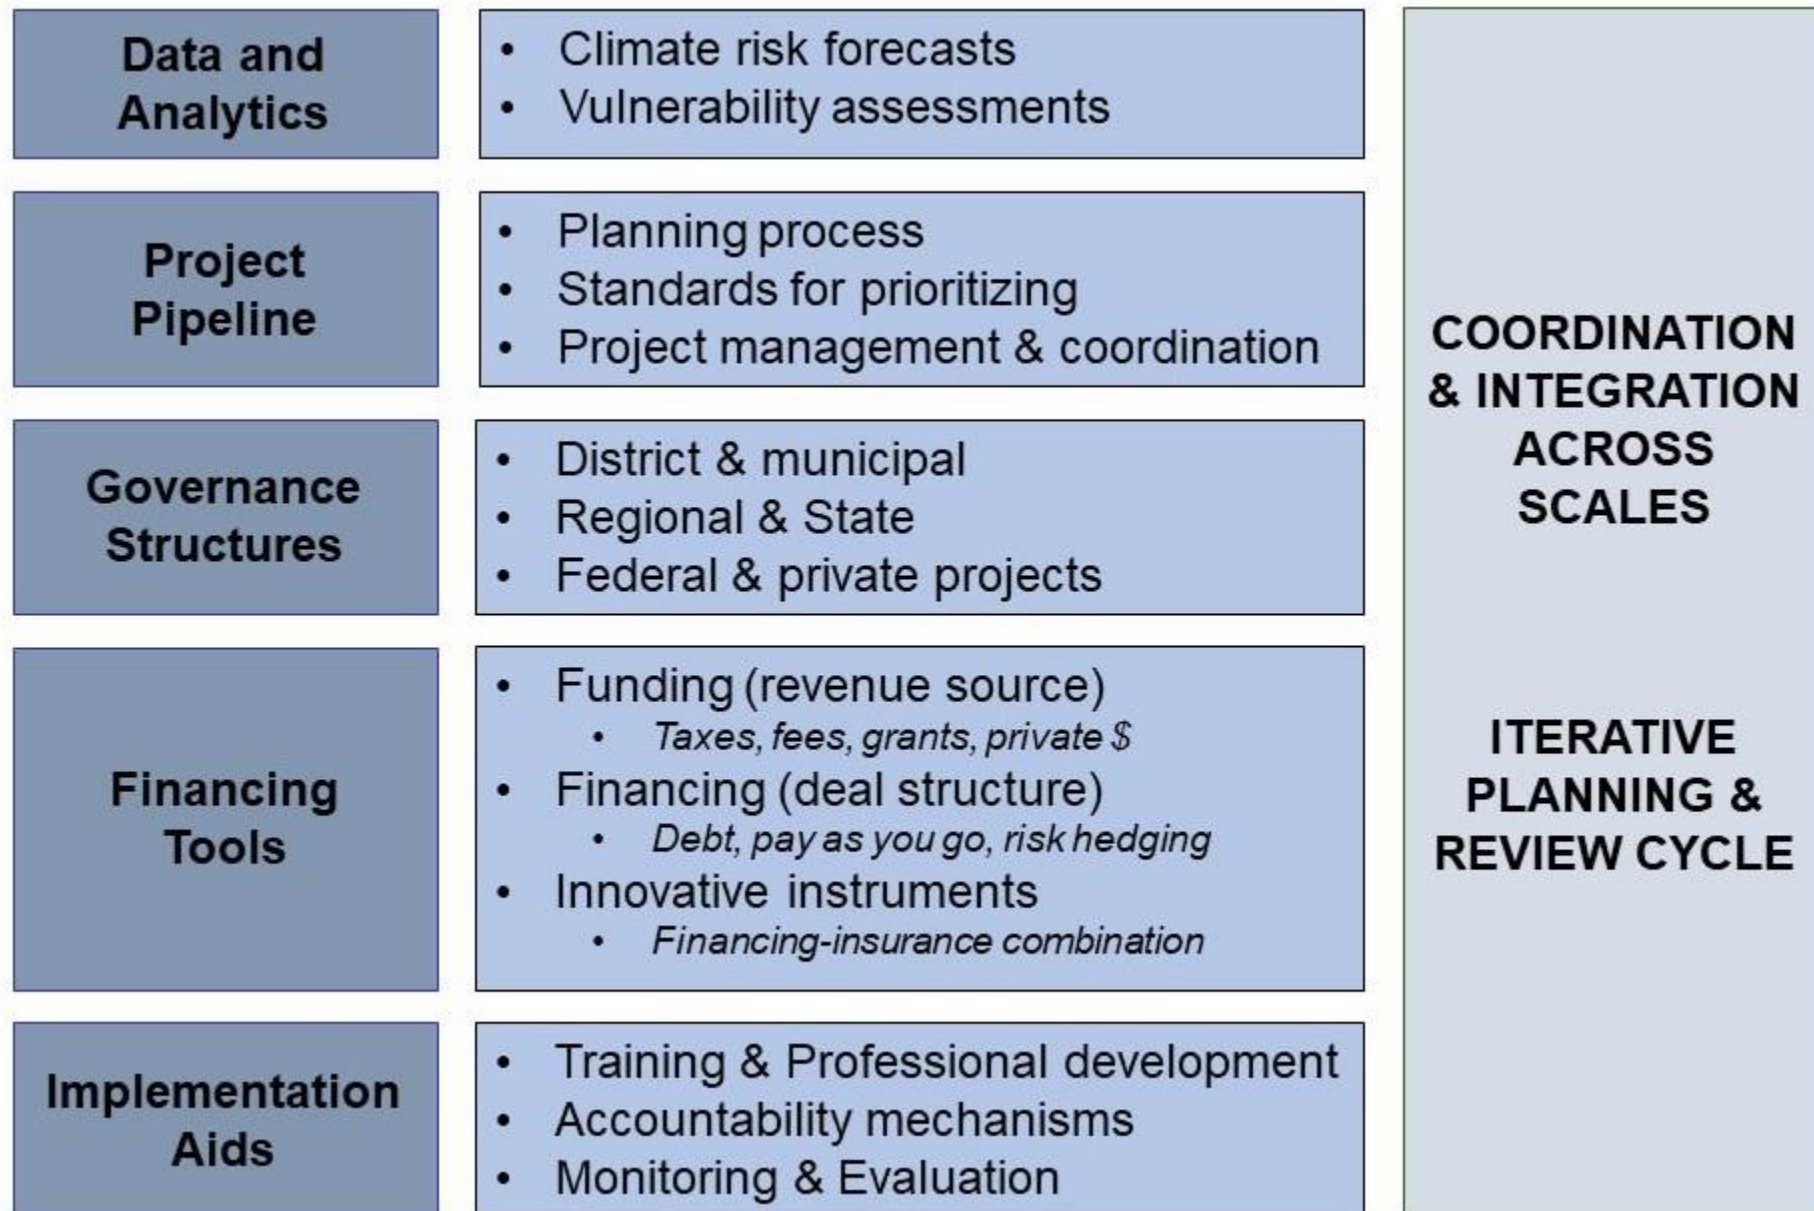 Data and
Analytics
• Climate risk forecasts
• Vulnerability assessments
Project
Pipeline
• Planning process
• Standards for prioritizing
• Project management & coordination
Governance
Structures
• District & municipal
• Regional & State
• Federal & private projects
Financing
Tools
• Funding (revenue source)
• Taxes, fees, grants, private $
• Financing (deal structure)
• Debt, pay as you go, risk hedging
• Innovative instruments
• Financing-insurance combination
Implementation
Aids
• Training & Professional development
• Accountability mechanisms
• Monitoring & Evaluation
COORDINATION
& INTEGRATION
ACROSS
SCALES
ITERATIVE
PLANNING &
REVIEW CYCLE